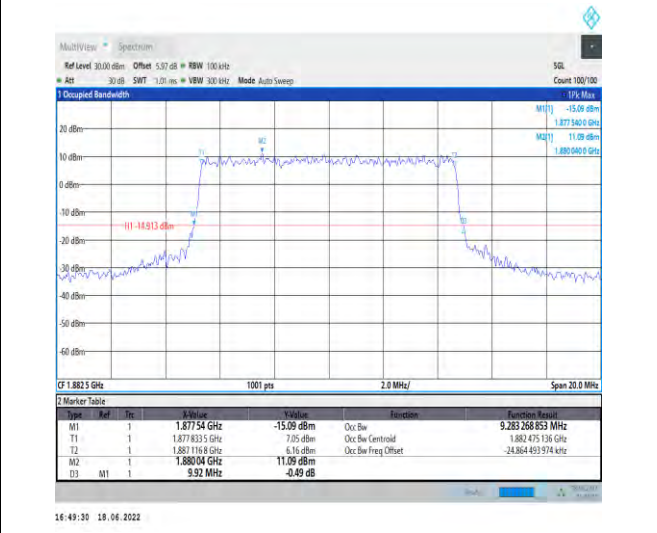 MultiView Spectrum
Ref Level 30.00 dBm Offset 5.97 dB RBW 100 kHz SGL
Att 30 dB SWT 1.01 ms VBW 300 kHz Mode Auto Sweep Count 100/100
1 Occupied Bandwidth 1Pk Max
M1[1] -15.09 dBm
1.877 540 0 GHz
M2[1] 11.09 dBm
1.880 040 0 GHz
20 dBm
M2
T1 T2
10 dBm
0 dBm
-10 dBm
M1
H1 -14.913 dBm
D3
-20 dBm
-30 dBm
-40 dBm
-50 dBm
-60 dBm
CF 1.882 5 GHz 1001 pts 2.0 MHz/ Span 20.0 MHz
2 Marker Table
Type Ref Trc X-Value Y-Value Function Function Result
M1 1 1.877 54 GHz -15.09 dBm Occ Bw 9.283 268 853 MHz
T1 1 1.877 833 5 GHz 7.05 dBm Occ Bw Centroid 1.882 475 136 GHz
T2 1 1.887 116 8 GHz 6.16 dBm Occ Bw Freq Offset -24.864 493 974 kHz
M2 1 1.880 04 GHz 11.09 dBm
D3 M1 1 9.92 MHz -0.49 dB
16:49:30 18.06.2022